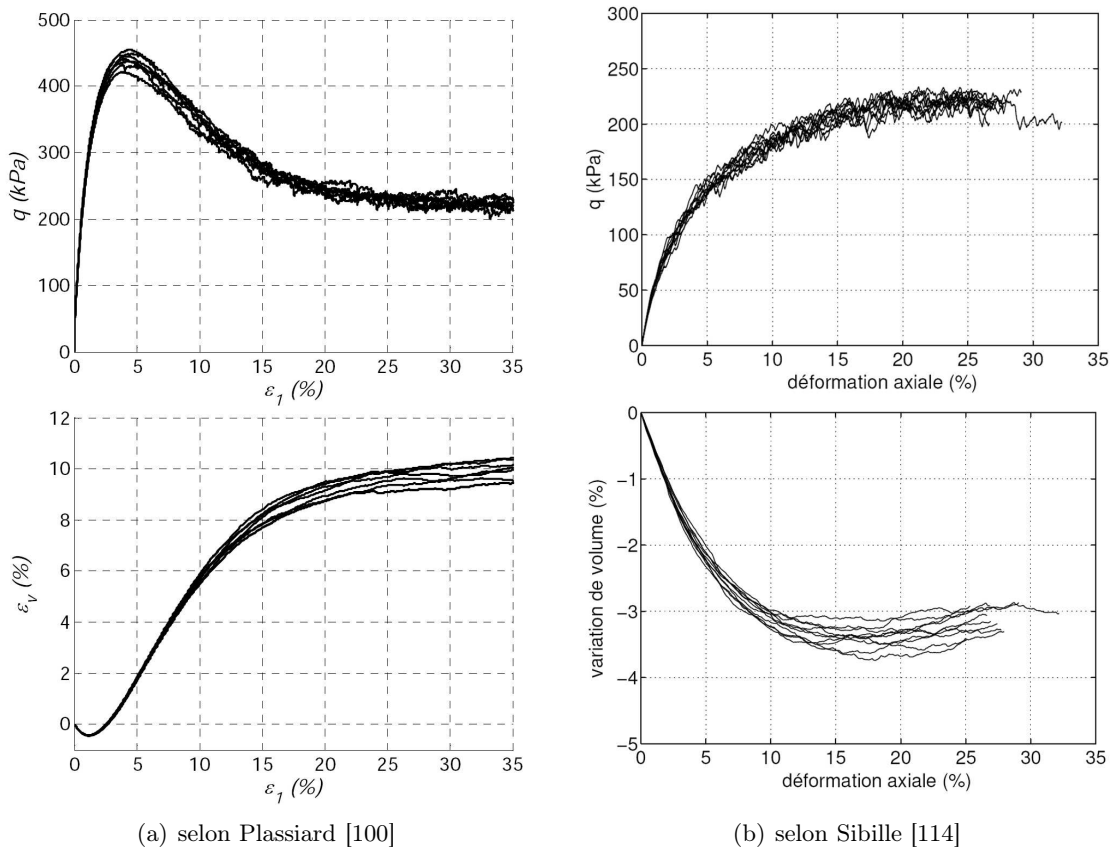 500
400
300
200
100
0
q (kPa)
0 5 10 15 20 25 30 35
ε1 (%)
12
10
8
6
4
2
0
εv (%)
0 5 10 15 20 25 30 35
ε1 (%)
(a) selon Plassiard [100]
300
250
200
150
100
50
0
q (kPa)
0 5 10 15 20 25 30 35
déformation axiale (%)
0
−1
−2
−3
−4
−5
variation de volume (%)
0 5 10 15 20 25 30 35
déformation axiale (%)
(b) selon Sibille [114]